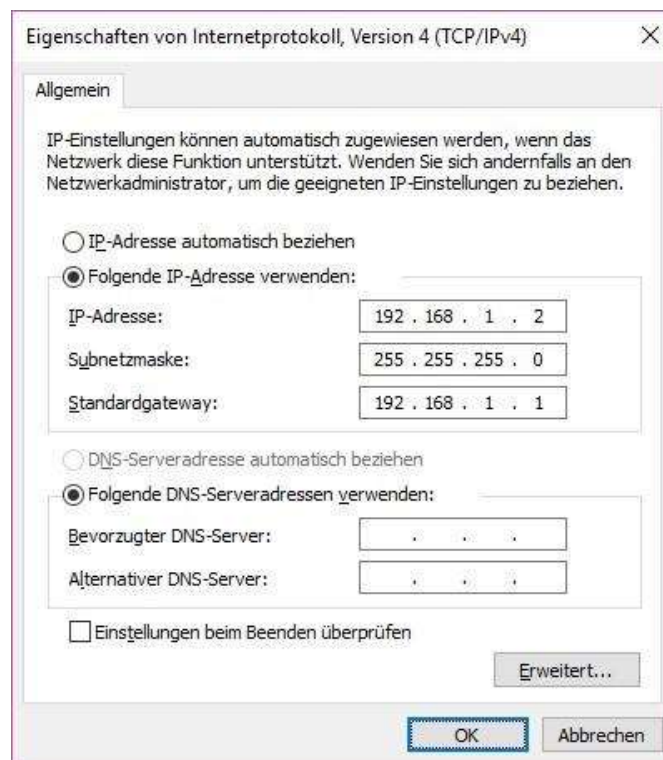 Eigenschaften von Internetprotokoll, Version 4 (TCP/IPv4)
Allgemein
IP-Einstellungen können automatisch zugewiesen werden, wenn das
Netzwerk diese Funktion unterstützt. Wenden Sie sich andernfalls an den
Netzwerkadministrator, um die geeigneten IP-Einstellungen zu beziehen.
IP-Adresse automatisch beziehen
Folgende IP-Adresse verwenden:
IP-Adresse: 192 . 168 . 1 . 2
Subnetzmaske: 255 . 255 . 255 . 0
Standardgateway: 192 . 168 . 1 . 1
DNS-Serveradresse automatisch beziehen
Folgende DNS-Serveradressen verwenden:
Bevorzugter DNS-Server: . . .
Alternativer DNS-Server: . . .
Einstellungen beim Beenden überprüfen
Erweitert...
OK Abbrechen